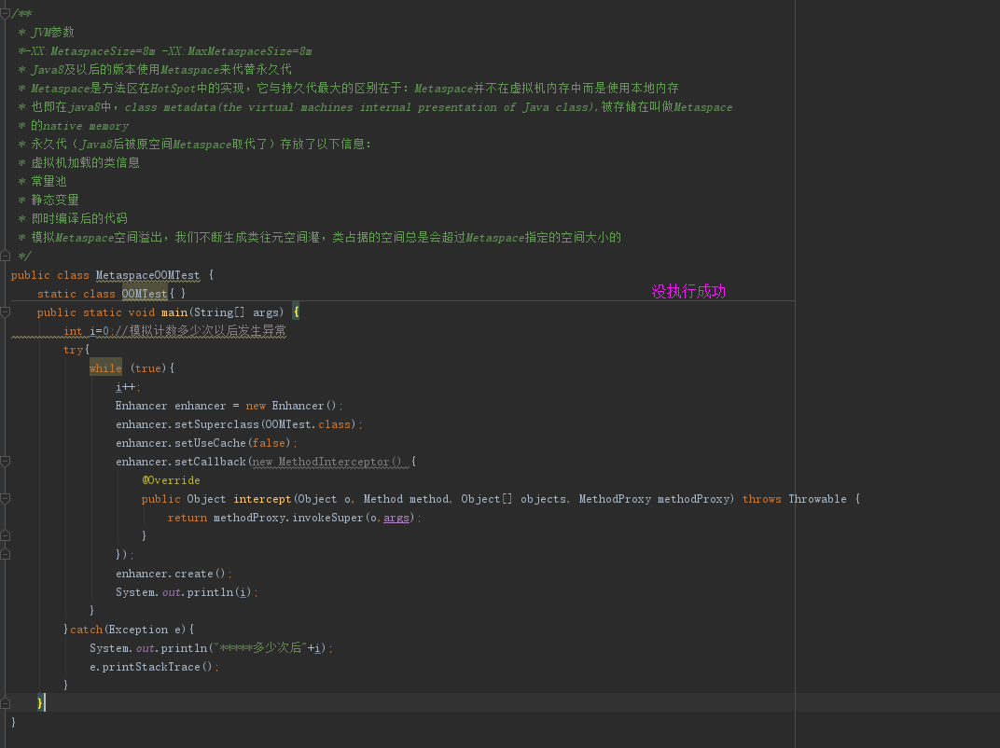 /**
* JVM参数
*-XX:MetaspaceSize=8m -XX:MaxMetaspaceSize=8m
* Java8及以后的版本使用Metaspace来代替永久代
* Metaspace是方法区在HotSpot中的实现，它与持久代最大的区别在于：Metaspace并不在虚拟机内存中而是使用本地内存
* 也即在java8中，class metadata(the virtual machines internal presentation of Java class),被存储在叫做Metaspace
* 的native memory
* 永久代（Java8后被原空间Metaspace取代了）存放了以下信息：
* 虚拟机加载的类信息
* 常量池
* 静态变量
* 即时编译后的代码
* 模拟Metaspace空间溢出，我们不断生成类往元空间灌，类占据的空间总是会超过Metaspace指定的空间大小的
*/
public class MetaspaceOOMTest {
static class OOMTest{ }
没执行成功
public static void main(String[] args) {
int i=0;//模拟计数多少次以后发生异常
try{
while (true){
i++;
Enhancer enhancer = new Enhancer();
enhancer.setSuperclass(OOMTest.class);
enhancer.setUseCache(false);
enhancer.setCallback(new MethodInterceptor() {
@Override
public Object intercept(Object o, Method method, Object[] objects, MethodProxy methodProxy) throws Throwable {
return methodProxy.invokeSuper(o,args);
}
});
enhancer.create();
System.out.println(i);
}
}catch(Exception e){
System.out.println("*****多少次后"+i);
e.printStackTrace();
}
}
}